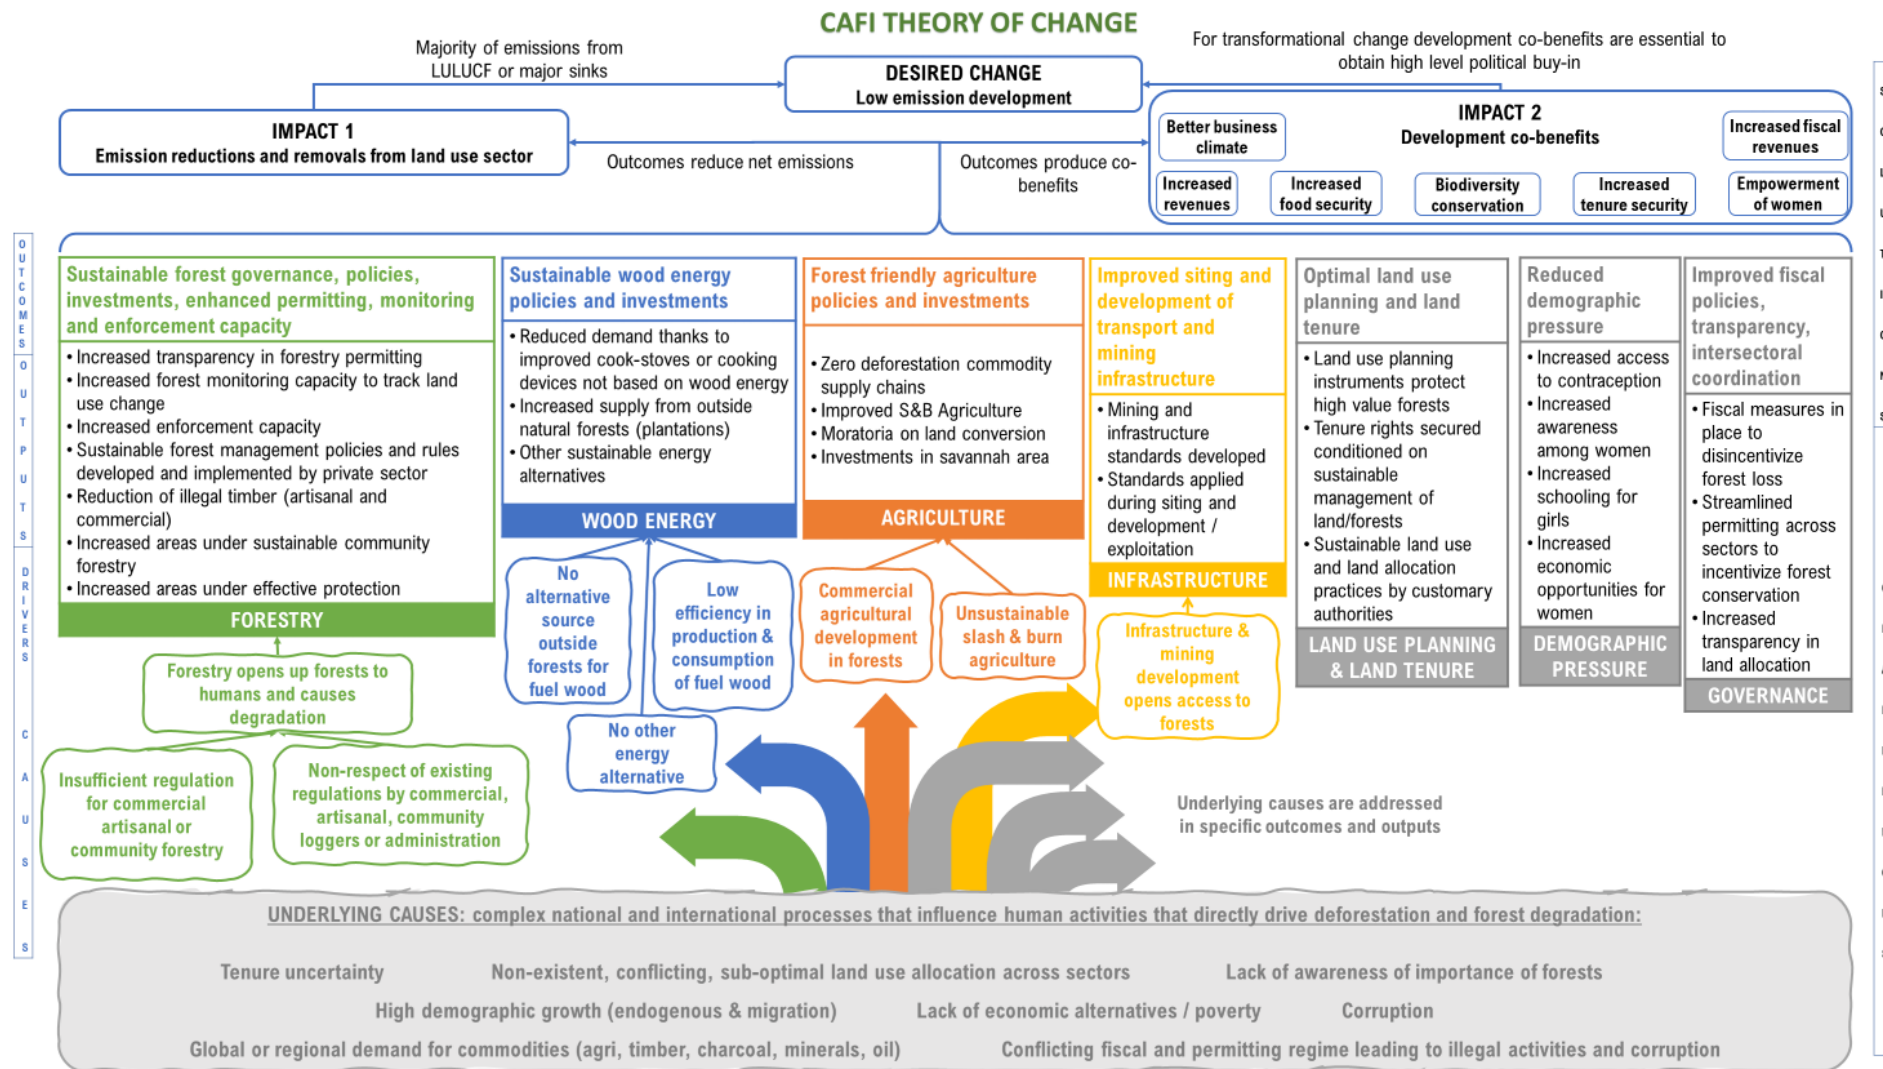 CAFI THEORY OF CHANGE
Majority of emissions from
LULUCF or major sinks
DESIRED CHANGE
Low emission development
For transformational change development co-benefits are essential to
obtain high level political buy-in
IMPACT 1
Emission reductions and removals from land use sector
Outcomes reduce net emissions
Outcomes produce co-
benefits
IMPACT 2
Development co-benefits
Better business
climate
Increased fiscal
revenues
Increased
revenues
Increased
food security
Biodiversity
conservation
Increased
tenure security
Empowerment
of women
OUTCOMES
OUTPUTS
DRIVERS
CAUSES
Sustainable forest governance, policies,
investments, enhanced permitting, monitoring
and enforcement capacity
• Increased transparency in forestry permitting
• Increased forest monitoring capacity to track land
use change
• Increased enforcement capacity
• Sustainable forest management policies and rules
developed and implemented by private sector
• Reduction of illegal timber (artisanal and
commercial)
• Increased areas under sustainable community
forestry
• Increased areas under effective protection
FORESTRY
Forestry opens up forests to
humans and causes
degradation
Insufficient regulation
for commercial
artisanal or
community forestry
Non-respect of existing
regulations by commercial,
artisanal, community
loggers or administration
Sustainable wood energy
policies and investments
• Reduced demand thanks to
improved cook-stoves or cooking
devices not based on wood energy
• Increased supply from outside
natural forests (plantations)
• Other sustainable energy
alternatives
WOOD ENERGY
No
alternative
source
outside
forests for
fuel wood
Low
efficiency in
production &
consumption
of fuel wood
No other
energy
alternative
Forest friendly agriculture
policies and investments
• Zero deforestation commodity
supply chains
• Improved S&B Agriculture
• Moratoria on land conversion
• Investments in savannah area
AGRICULTURE
Commercial
agricultural
development
in forests
Unsustainable
slash & burn
agriculture
Improved siting and
development of
transport and
mining
infrastructure
• Mining and
infrastructure
standards developed
• Standards applied
during siting and
development /
exploitation
INFRASTRUCTURE
Infrastructure &
mining
development
opens access to
forests
Optimal land use
planning and land
tenure
• Land use planning
instruments protect
high value forests
• Tenure rights secured
conditioned on
sustainable
management of
land/forests
• Sustainable land use
and land allocation
practices by customary
authorities
LAND USE PLANNING
& LAND TENURE
Reduced
demographic
pressure
• Increased access
to contraception
• Increased
awareness
among women
• Increased
schooling for
girls
• Increased
economic
opportunities for
women
DEMOGRAPHIC
PRESSURE
Improved fiscal
policies,
transparency,
intersectoral
coordination
• Fiscal measures in
place to
disincentivize
forest loss
• Streamlined
permitting across
sectors to
incentivize forest
conservation
• Increased
transparency in
land allocation
GOVERNANCE
Underlying causes are addressed
in specific outcomes and outputs
UNDERLYING CAUSES: complex national and international processes that influence human activities that directly drive deforestation and forest degradation:
Tenure uncertainty
Non-existent, conflicting, sub-optimal land use allocation across sectors
Lack of awareness of importance of forests
High demographic growth (endogenous & migration)
Lack of economic alternatives / poverty
Corruption
Global or regional demand for commodities (agri, timber, charcoal, minerals, oil)
Conflicting fiscal and permitting regime leading to illegal activities and corruption